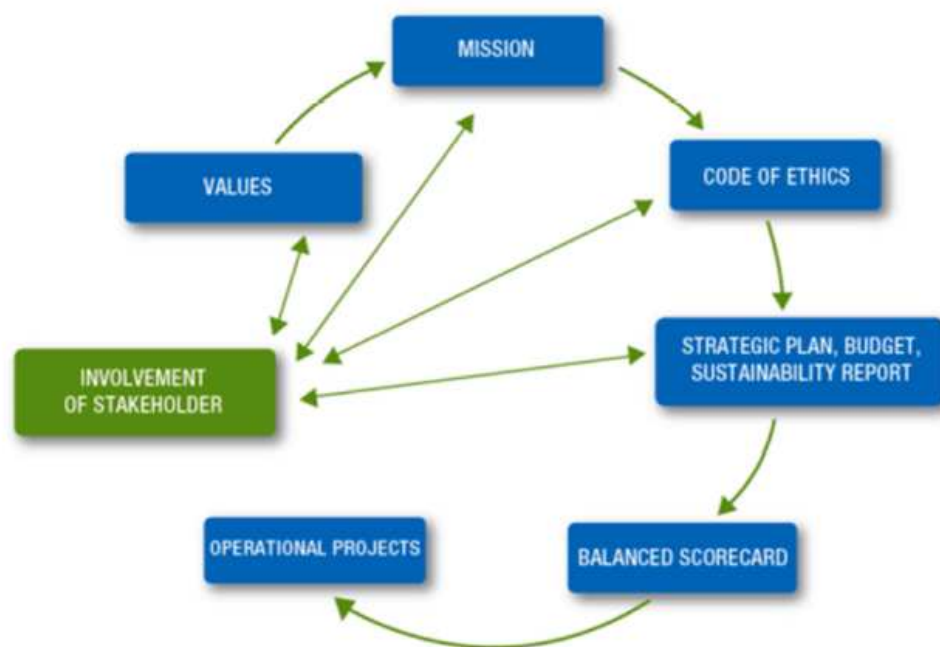 MISSION
VALUES
CODE OF ETHICS
INVOLVEMENT
OF STAKEHOLDER
STRATEGIC PLAN, BUDGET,
SUSTAINABILITY REPORT
OPERATIONAL PROJECTS
BALANCED SCORECARD